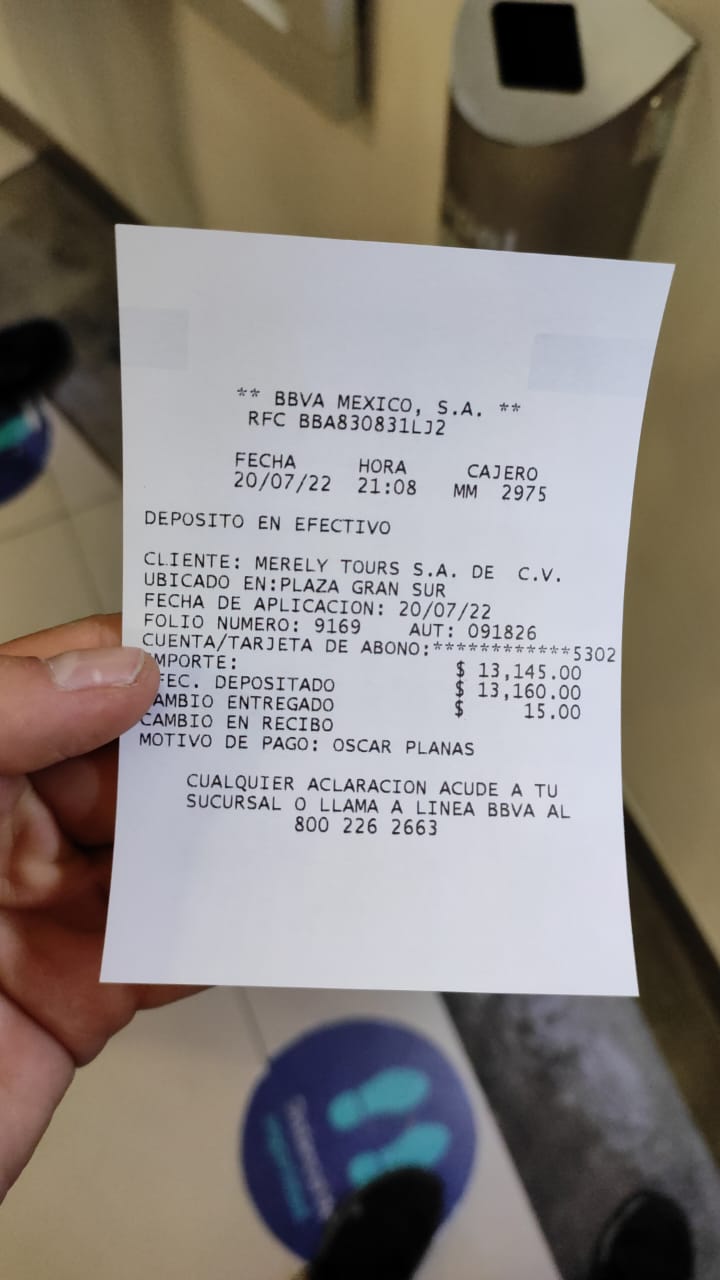 ** BBVA MEXICO, S.A. **
RFC BBA830831LJ2
FECHA HORA CAJERO
20/07/22 21:08 MM 2975
DEPOSITO EN EFECTIVO
CLIENTE: MERELY TOURS S.A. DE C.V.
UBICADO EN:PLAZA GRAN SUR
FECHA DE APLICACION: 20/07/22
FOLIO NUMERO: 9169 AUT: 091826
CUENTA/TARJETA DE ABONO:************5302
IMPORTE: $ 13,145.00
EFEC. DEPOSITADO $ 13,160.00
CAMBIO ENTREGADO $ 15.00
CAMBIO EN RECIBO
MOTIVO DE PAGO: OSCAR PLANAS
CUALQUIER ACLARACION ACUDE A TU
SUCURSAL O LLAMA A LINEA BBVA AL
800 226 2663